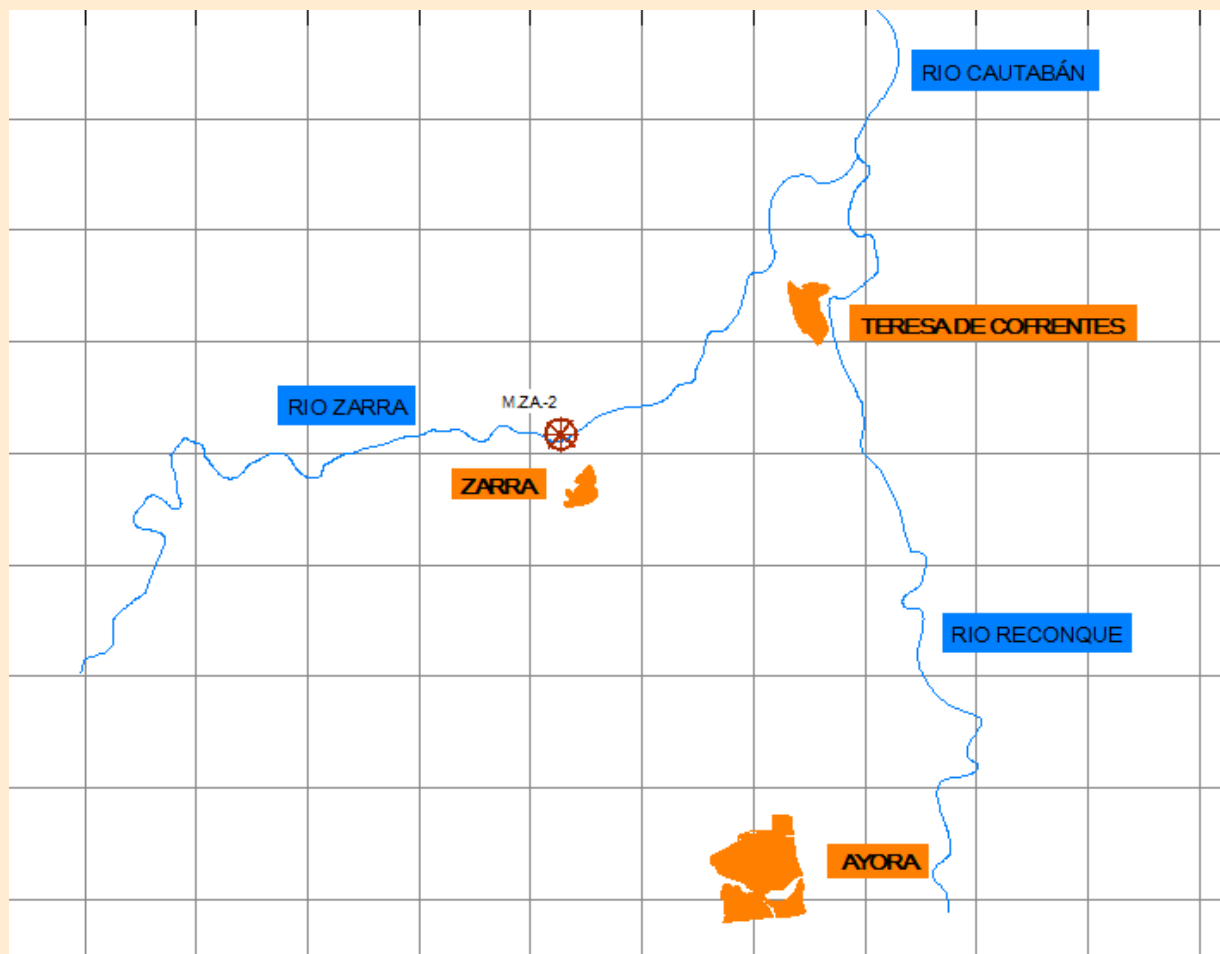 RIO CAUTABÁN
TERESA DE COFRENTES
RIO ZARRA
M.ZA.-2
ZARRA
RIO RECONQUE
AYORA